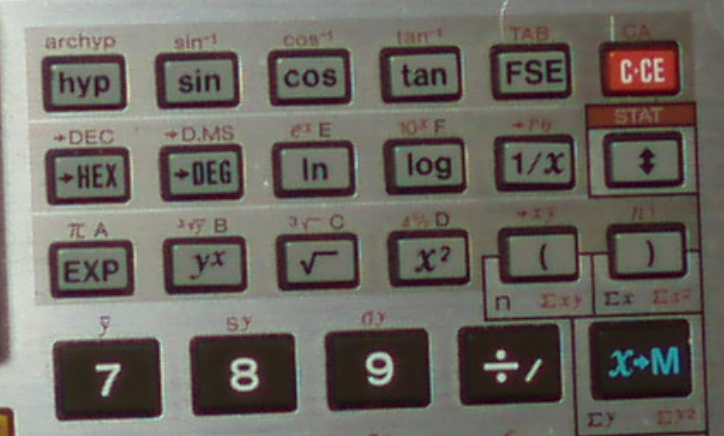 archyp sin⁻¹ cos⁻¹ tan⁻¹ TAB CA
hyp sin cos tan FSE C·CE
→DEC →D.MS eˣ E 10ˣ F →rθ STAT
→HEX →DEG ln log 1/x ↕
π A ˣ√y B ³√ C D →xy n!
EXP yˣ √ x² ( )
n Σxy Σx Σx²
ȳ sy σy
7 8 9 ÷ / x→M
Σy Σy²